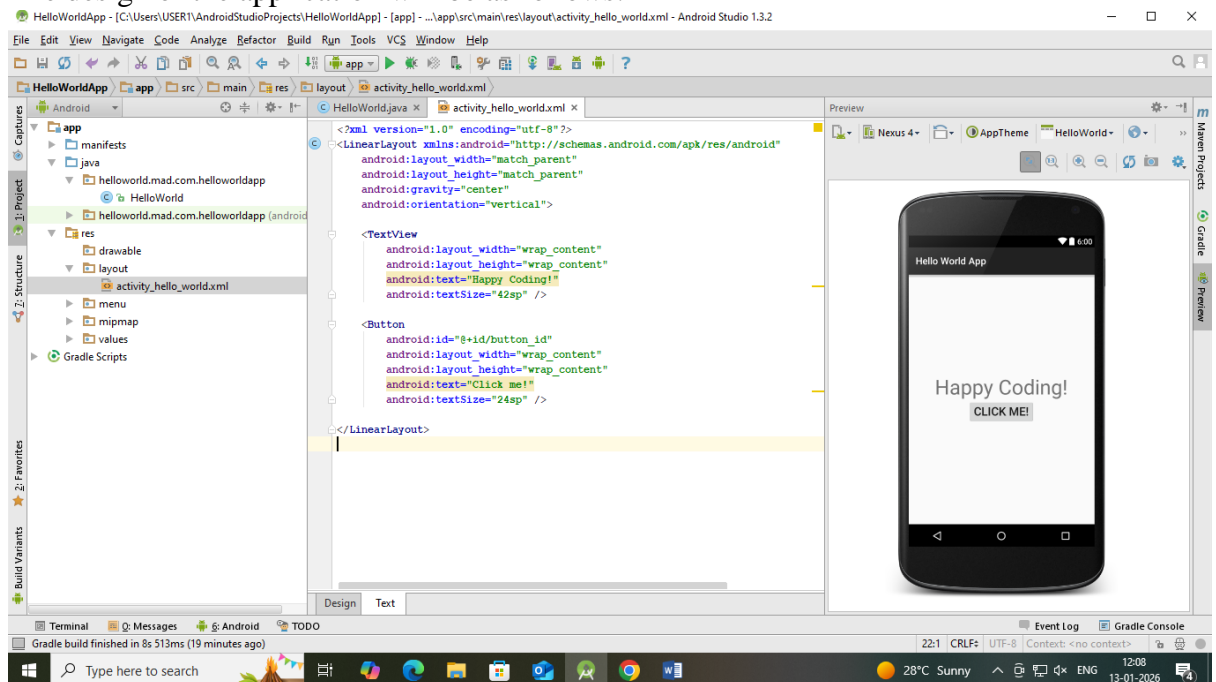 HelloWorldApp - [C:\Users\USER1\AndroidStudioProjects\HelloWorldApp] - [app] - ...\app\src\main\res\layout\activity_hello_world.xml - Android Studio 1.3.2
File Edit View Navigate Code Analyze Refactor Build Run Tools VCS Window Help
app
HelloWorldApp app src main res layout activity_hello_world.xml
Android
HelloWorld.java × activity_hello_world.xml ×
Preview
Nexus 4 AppTheme HelloWorld
Captures
1: Project
7: Structure
2: Favorites
Build Variants
app
manifests
java
helloworld.mad.com.helloworldapp
HelloWorld
helloworld.mad.com.helloworldapp (android
res
drawable
layout
activity_hello_world.xml
menu
mipmap
values
Gradle Scripts
<?xml version="1.0" encoding="utf-8"?>
<LinearLayout xmlns:android="http://schemas.android.com/apk/res/android"
android:layout_width="match_parent"
android:layout_height="match_parent"
android:gravity="center"
android:orientation="vertical">
<TextView
android:layout_width="wrap_content"
android:layout_height="wrap_content"
android:text="Happy Coding!"
android:textSize="42sp" />
<Button
android:id="@+id/button_id"
android:layout_width="wrap_content"
android:layout_height="wrap_content"
android:text="Click me!"
android:textSize="24sp" />
</LinearLayout>
6:00
Hello World App
Happy Coding!
CLICK ME!
Maven Projects
Gradle
Preview
Design Text
Terminal 0: Messages 6: Android TODO
Event Log Gradle Console
Gradle build finished in 8s 513ms (19 minutes ago)
22:1 CRLF UTF-8 Context: <no context>
Type here to search
28°C Sunny ENG
12:08
13-01-2026